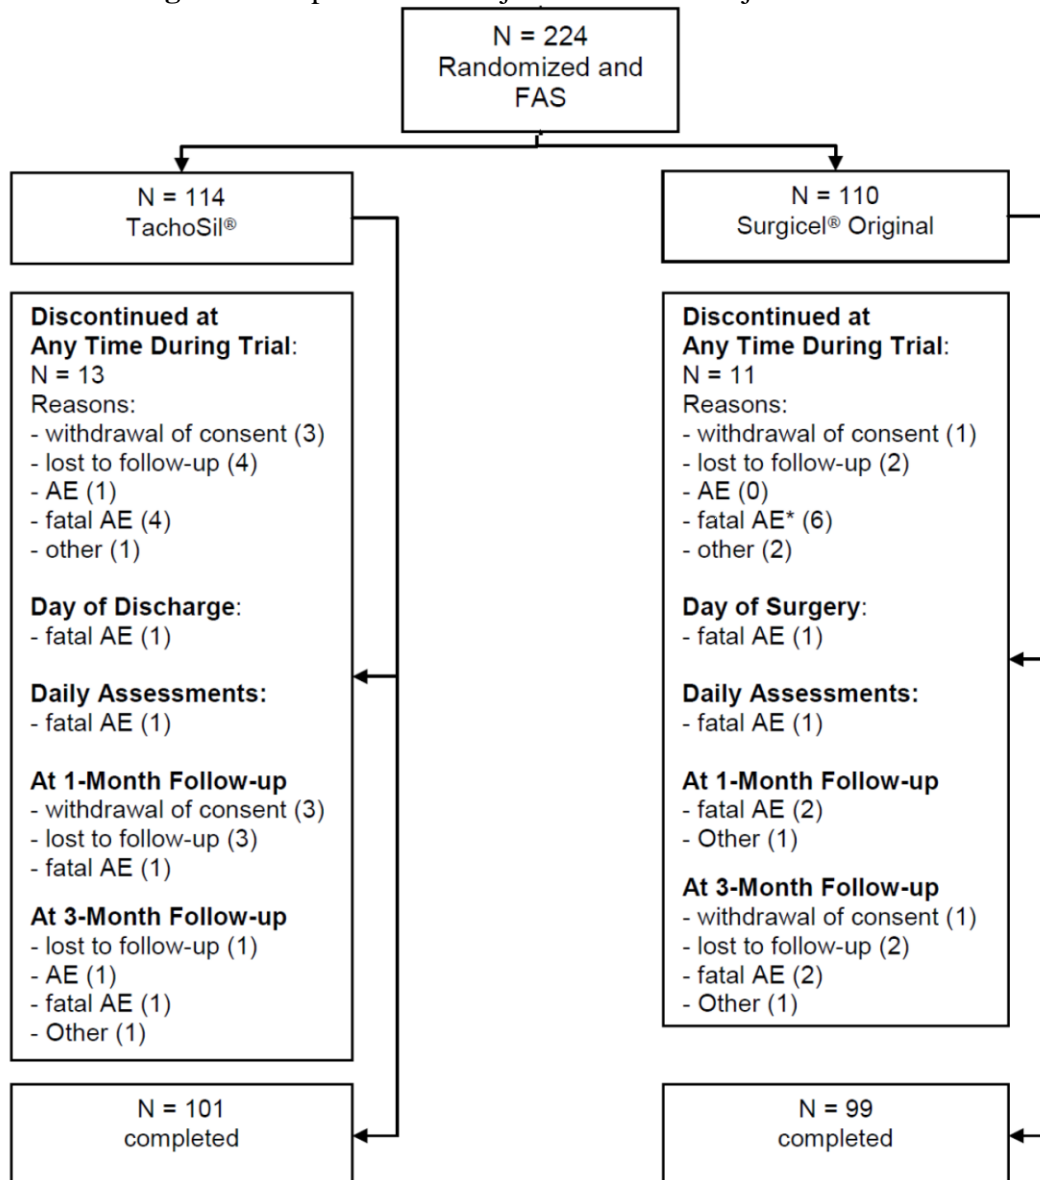 N = 224
Randomized and
FAS
N = 114
TachoSil®
N = 110
Surgicel® Original
Discontinued at
Any Time During Trial:
N = 13
Reasons:
- withdrawal of consent (3)
- lost to follow-up (4)
- AE (1)
- fatal AE (4)
- other (1)
Day of Discharge:
- fatal AE (1)
Daily Assessments:
- fatal AE (1)
At 1-Month Follow-up
- withdrawal of consent (3)
- lost to follow-up (3)
- fatal AE (1)
At 3-Month Follow-up
- lost to follow-up (1)
- AE (1)
- fatal AE (1)
- Other (1)
Discontinued at
Any Time During Trial:
N = 11
Reasons:
- withdrawal of consent (1)
- lost to follow-up (2)
- AE (0)
- fatal AE* (6)
- other (2)
Day of Surgery:
- fatal AE (1)
Daily Assessments:
- fatal AE (1)
At 1-Month Follow-up
- fatal AE (2)
- Other (1)
At 3-Month Follow-up
- withdrawal of consent (1)
- lost to follow-up (2)
- fatal AE (2)
- Other (1)
N = 101
completed
N = 99
completed